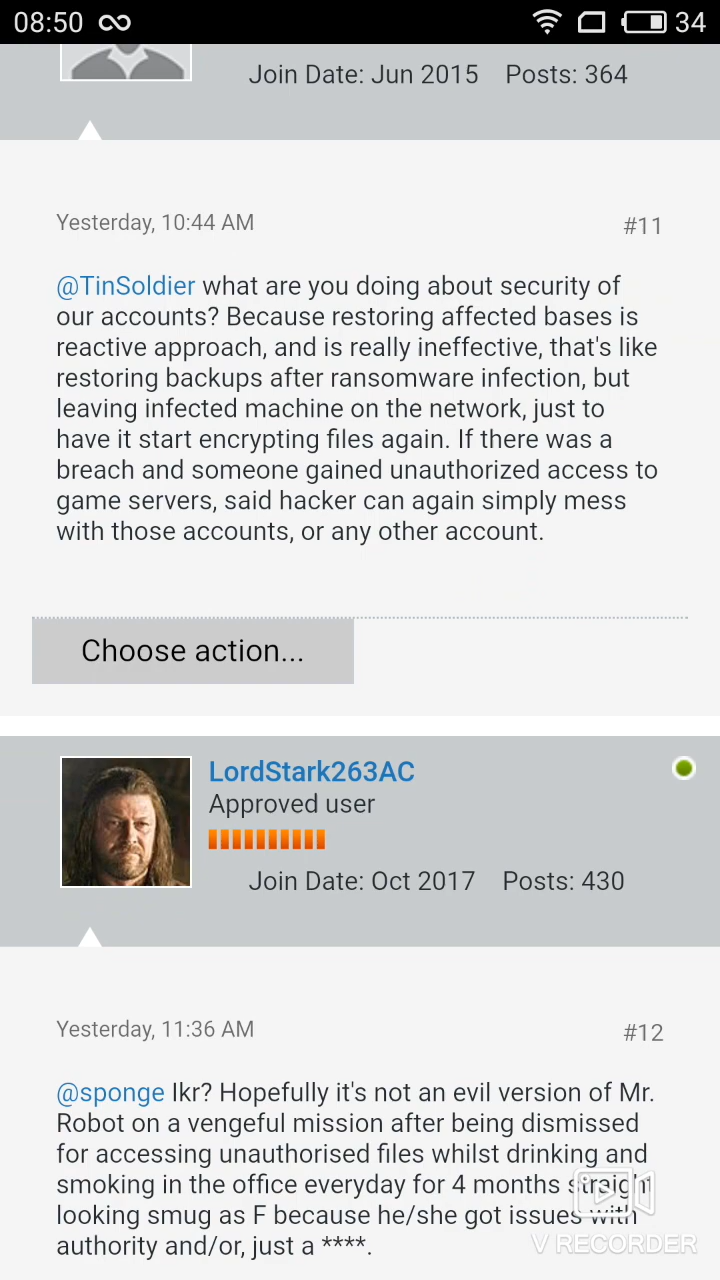 08:50 34
Join Date: Jun 2015 Posts: 364
Yesterday, 10:44 AM #11
@TinSoldier what are you doing about security of
our accounts? Because restoring affected bases is
reactive approach, and is really ineffective, that's like
restoring backups after ransomware infection, but
leaving infected machine on the network, just to
have it start encrypting files again. If there was a
breach and someone gained unauthorized access to
game servers, said hacker can again simply mess
with those accounts, or any other account.
Choose action...
LordStark263AC
Approved user
Join Date: Oct 2017 Posts: 430
Yesterday, 11:36 AM #12
@sponge Ikr? Hopefully it's not an evil version of Mr.
Robot on a vengeful mission after being dismissed
for accessing unauthorised files whilst drinking and
smoking in the office everyday for 4 months straight
looking smug as F because he/she got issues with
authority and/or, just a ****.
V RECORDER